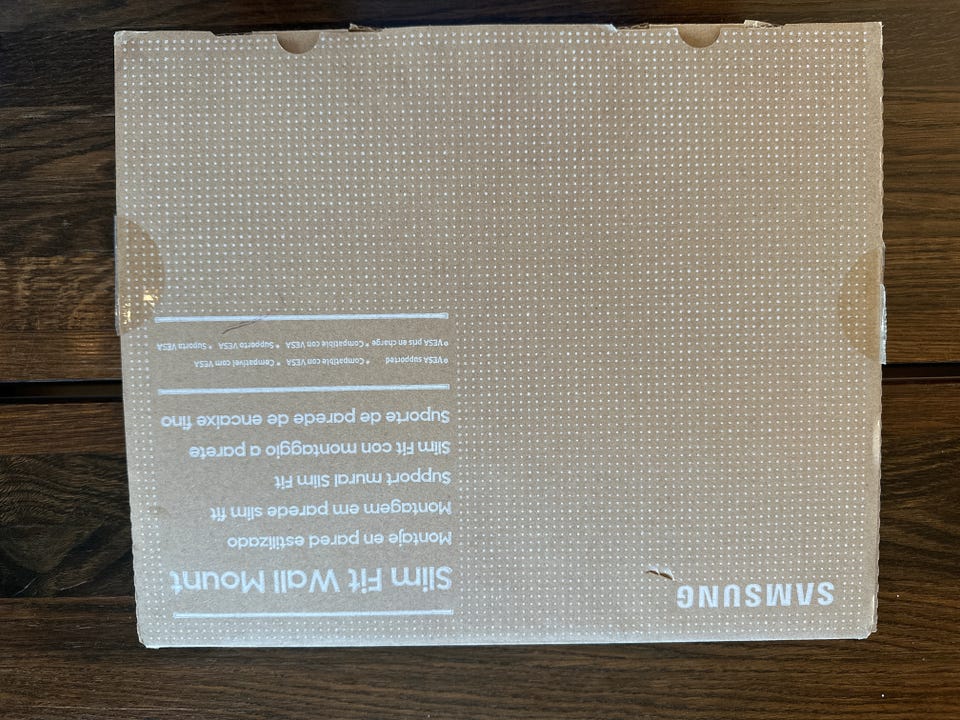 SAMSUNG
Slim Fit Wall Mount
Montaje en pared estilizado
Montagem em parede slim fit
Support mural Slim Fit
Slim Fit con montaggio a parete
Suporte de parede de encaixe fino
* VESA supported * Compatible con VESA * Compatível com VESA
* VESA pris en charge * Compatible con VESA * Supporto VESA * Suporta VESA